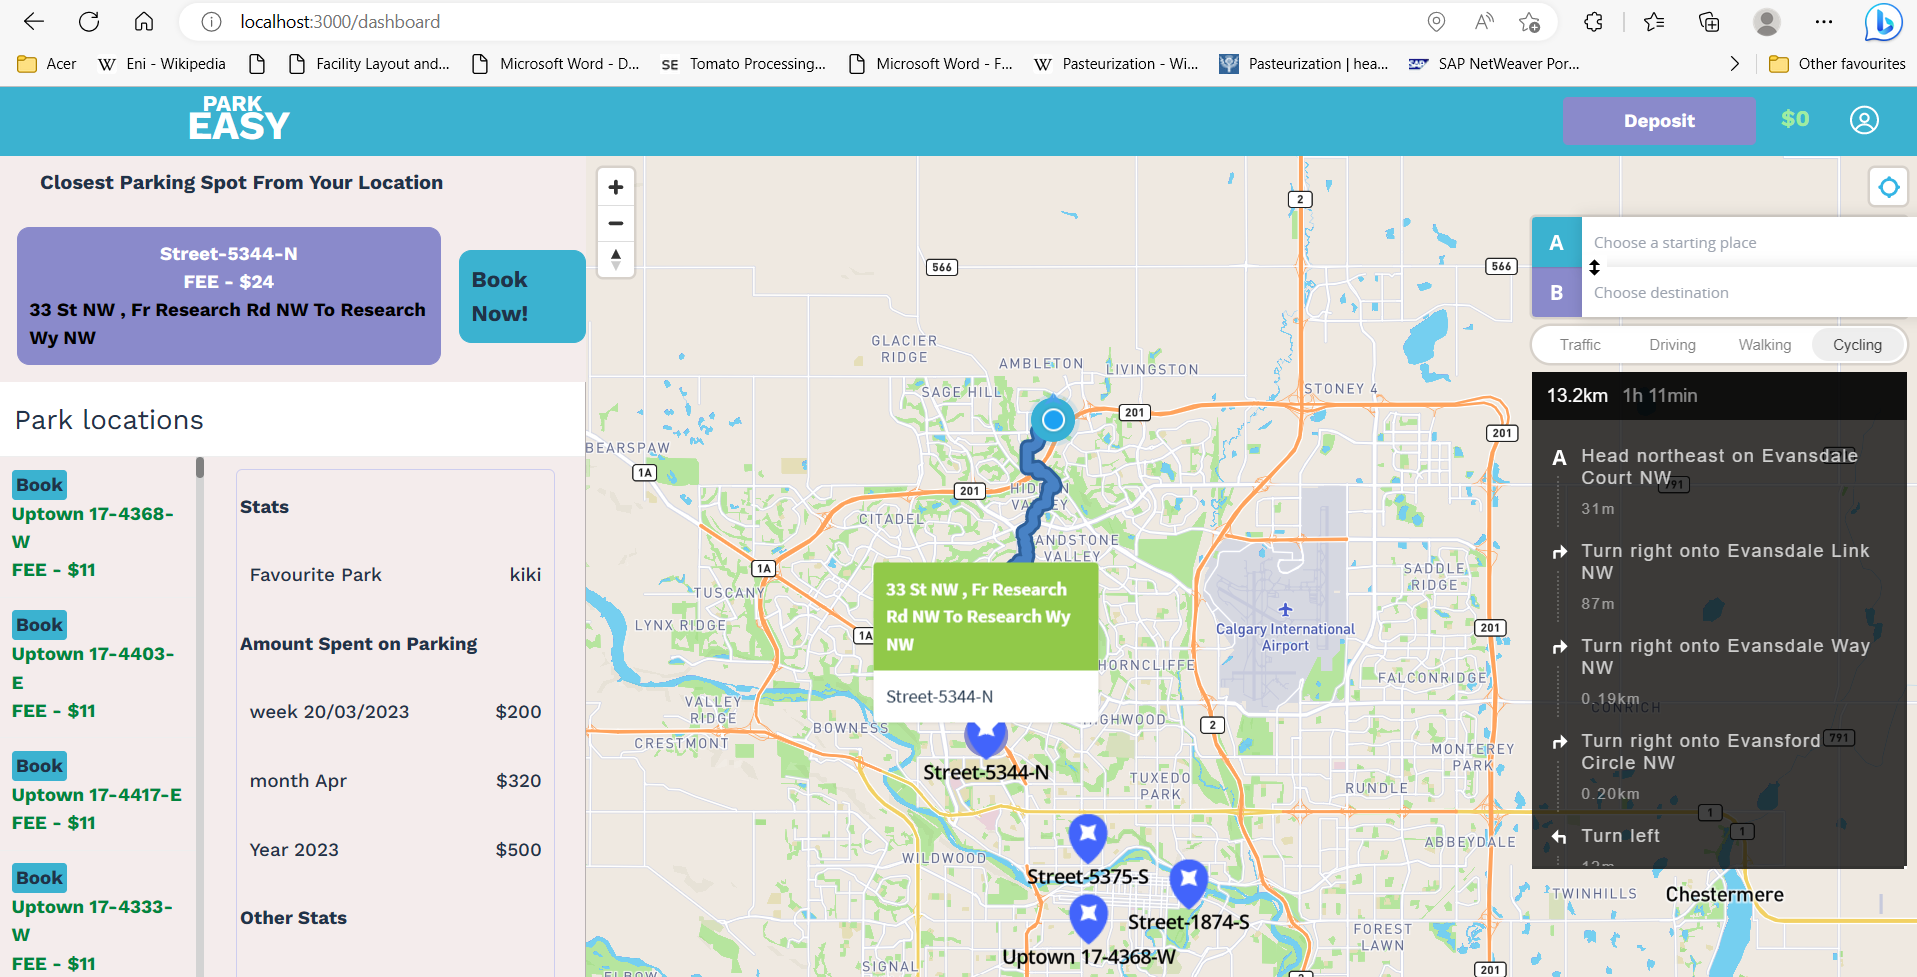 localhost:3000/dashboard
Acer
Eni - Wikipedia
Facility Layout and...
Microsoft Word - D...
Tomato Processing...
Microsoft Word - F...
Pasteurization - Wi...
Pasteurization | hea...
SAP NetWeaver Por...
Other favourites
PARK
EASY
Deposit
$0
Closest Parking Spot From Your Location
Street-5344-N
FEE - $24
33 St NW , Fr Research Rd NW To Research
Wy NW
Book
Now!
Park locations
Book
Uptown 17-4368-
W
FEE - $11
Book
Uptown 17-4403-
E
FEE - $11
Book
Uptown 17-4417-E
FEE - $11
Book
Uptown 17-4333-
W
FEE - $11
Stats
Favourite Park kiki
Amount Spent on Parking
week 20/03/2023 $200
month Apr $320
Year 2023 $500
Other Stats
2
566
566
GLACIER
RIDGE
AMBLETON
LIVINGSTON
SAGE HILL
STONEY 4
201
201
BEARSPAW
1A
201
HIDDEN
VALLEY
CITADEL
ANDSTONE
VALLEY
1A
TUSCANY
SADDLE
RIDGE
LYNX RIDGE
1A
201
33 St NW , Fr Research
Rd NW To Research Wy
NW
Street-5344-N
Calgary International
Airport
HORNCLIFFE
FALCONRIDGE
VALLEY
RIDGE
BOWNESS
HIGHWOOD
2
CRESTMONT
MONTEREY
PARK
Street-5344-N
TUXEDO
PARK
RUNDLE
WILDWOOD
ABBEYDALE
Street-5375-S
Street-1874-S
Uptown 17-4368-W
FOREST
LAWN
SIGNAL
ELBOW
2
201
TWINHILLS
Chestermere
1
1
791
791
CONRICH
A Choose a starting place
B Choose destination
Traffic Driving Walking Cycling
13.2km 1h 11min
A Head northeast on Evansdale
Court NW
31m
Turn right onto Evansdale Link
NW
87m
Turn right onto Evansdale Way
NW
0.19km
Turn right onto Evansford
Circle NW
0.20km
Turn left